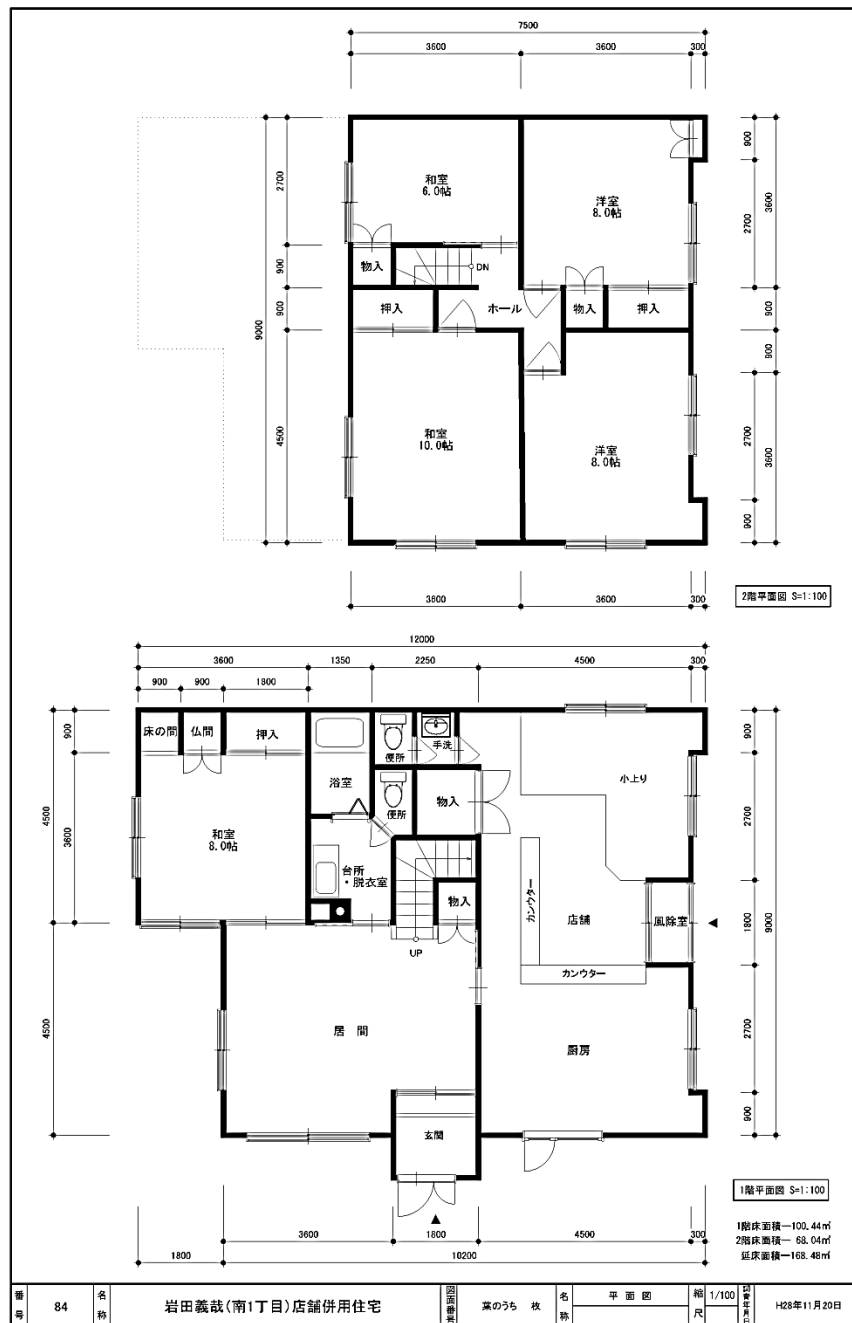 7500
3600 3600 300
和室
6.0帖
洋室
8.0帖
物入
DN
押入
ホール
物入
押入
和室
10.0帖
洋室
8.0帖
2700
900
900
4500
9000
900
2700
3600
900
900
2700
3600
900
3600 3600 300
2階平面図 S=1:100
12000
3600 1350 2250 4500 300
900 900 1800
床の間
仏間
押入
浴室
便所
手洗
便所
物入
小上り
和室
8.0帖
台所
・脱衣室
物入
カンウター
店舗
風除室
UP
カンウター
居間
厨房
玄関
900
3600
4500
4500
900
2700
1800
2700
900
9000
3600 1800 4500 300
1800 10200
1階平面図 S=1:100
1階床面積―100.44㎡
2階床面積― 68.04㎡
延床面積―168.48㎡
番号 84 名称 岩田義哉(南1丁目)店舗併用住宅 図面番号 葉のうち 枚 名称 平面図 縮尺 1/100 H28年11月20日